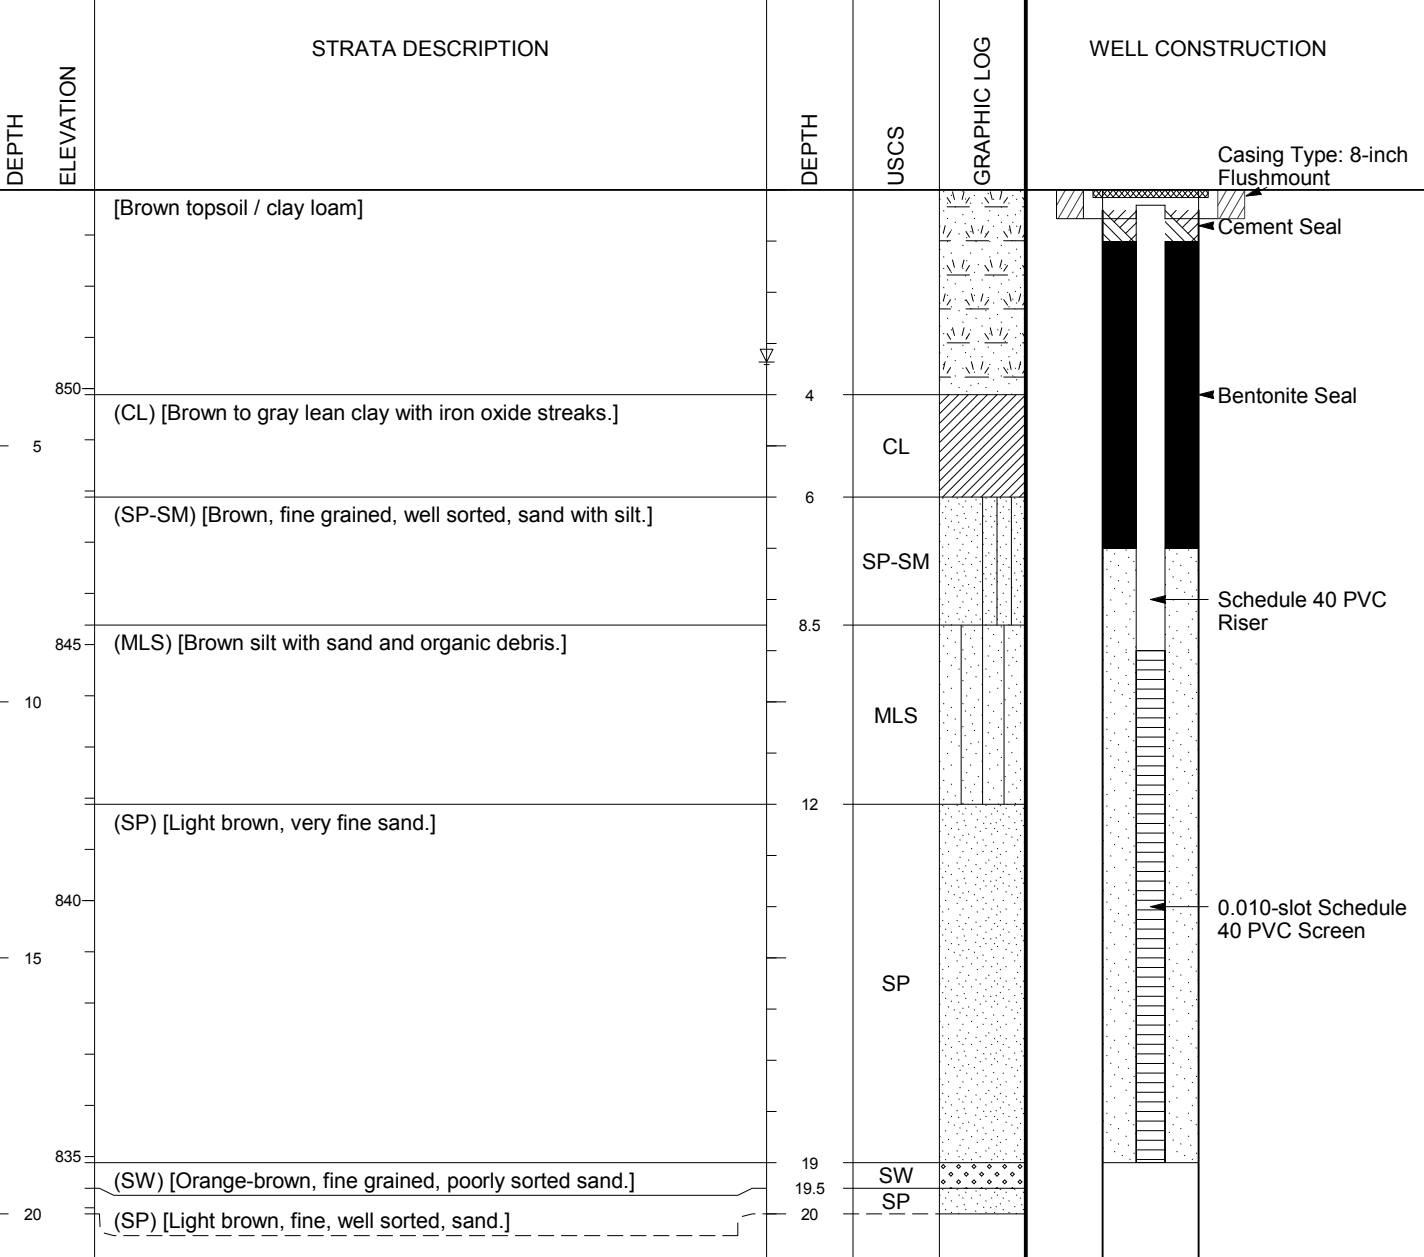 DEPTH
ELEVATION
STRATA DESCRIPTION
DEPTH
USCS
GRAPHIC LOG
WELL CONSTRUCTION
Casing Type: 8-inch
Flushmount
[Brown topsoil / clay loam]
Cement Seal
850
4
(CL) [Brown to gray lean clay with iron oxide streaks.]
Bentonite Seal
5
CL
6
(SP-SM) [Brown, fine grained, well sorted, sand with silt.]
SP-SM
Schedule 40 PVC
Riser
8.5
845
(MLS) [Brown silt with sand and organic debris.]
10
MLS
12
(SP) [Light brown, very fine sand.]
840
0.010-slot Schedule
40 PVC Screen
15
SP
835
19
(SW) [Orange-brown, fine grained, poorly sorted sand.]
SW
19.5
SP
20
(SP) [Light brown, fine, well sorted, sand.]
20